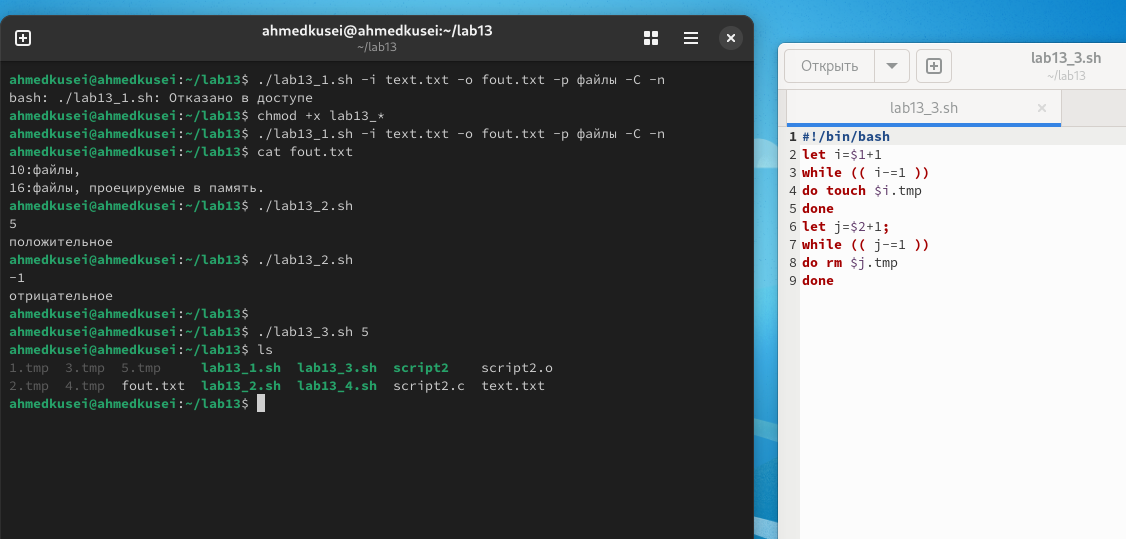 ahmedkusei@ahmedkusei:~/lab13
~/lab13
ahmedkusei@ahmedkusei:~/lab13$ ./lab13_1.sh -i text.txt -o fout.txt -p файлы -C -n
bash: ./lab13_1.sh: Отказано в доступе
ahmedkusei@ahmedkusei:~/lab13$ chmod +x lab13_*
ahmedkusei@ahmedkusei:~/lab13$ ./lab13_1.sh -i text.txt -o fout.txt -p файлы -C -n
ahmedkusei@ahmedkusei:~/lab13$ cat fout.txt
10:файлы,
16:файлы, проецируемые в память.
ahmedkusei@ahmedkusei:~/lab13$ ./lab13_2.sh
5
положительное
ahmedkusei@ahmedkusei:~/lab13$ ./lab13_2.sh
-1
отрицательное
ahmedkusei@ahmedkusei:~/lab13$
ahmedkusei@ahmedkusei:~/lab13$ ./lab13_3.sh 5
ahmedkusei@ahmedkusei:~/lab13$ ls
1.tmp 3.tmp 5.tmp lab13_1.sh lab13_3.sh script2 script2.o
2.tmp 4.tmp fout.txt lab13_2.sh lab13_4.sh script2.c text.txt
ahmedkusei@ahmedkusei:~/lab13$
Открыть
lab13_3.sh
~/lab13
lab13_3.sh
1 #!/bin/bash
2 let i=$1+1
3 while (( i-=1 ))
4 do touch $i.tmp
5 done
6 let j=$2+1;
7 while (( j-=1 ))
8 do rm $j.tmp
9 done